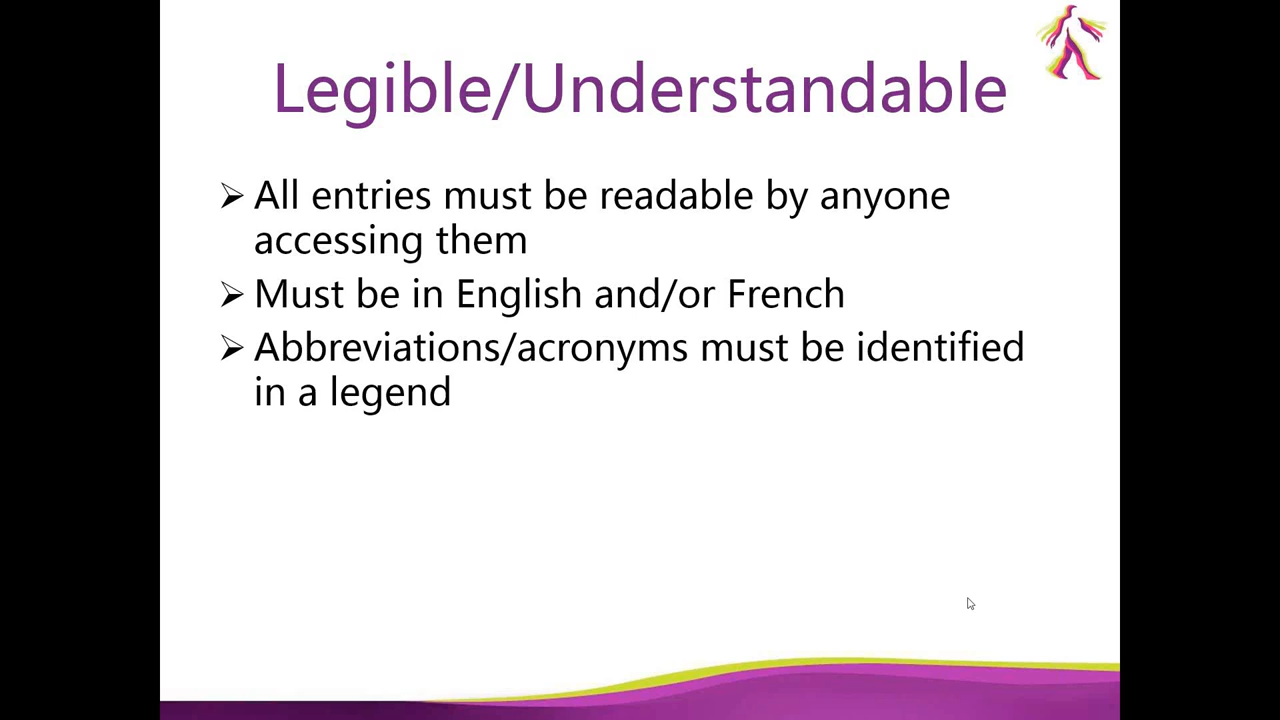 Legible/Understandable
All entries must be readable by anyone
accessing them
Must be in English and/or French
Abbreviations/acronyms must be identified
in a legend